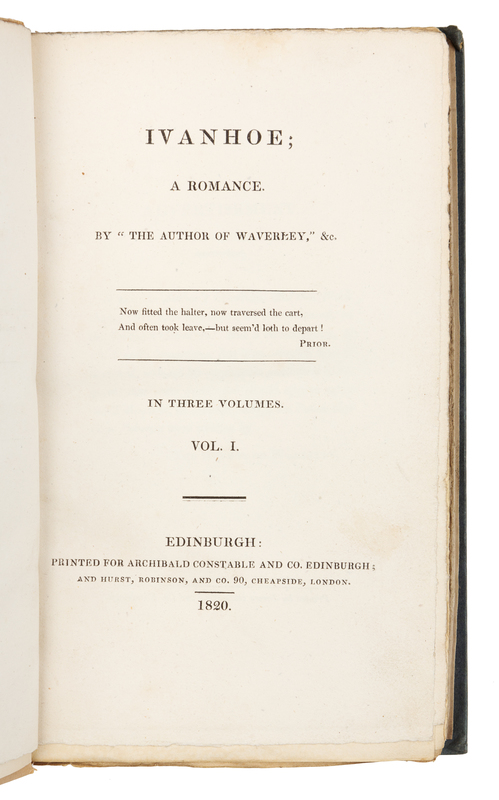 IVANHOE;
A ROMANCE.
BY “ THE AUTHOR OF WAVERLEY,” &c.
Now fitted the halter, now traversed the cart,
And often took leave,—but seem’d loth to depart !
PRIOR.
IN THREE VOLUMES.
VOL. I.
EDINBURGH:
PRINTED FOR ARCHIBALD CONSTABLE AND CO. EDINBURGH ;
AND HURST, ROBINSON, AND CO. 90, CHEAPSIDE, LONDON.
1820.